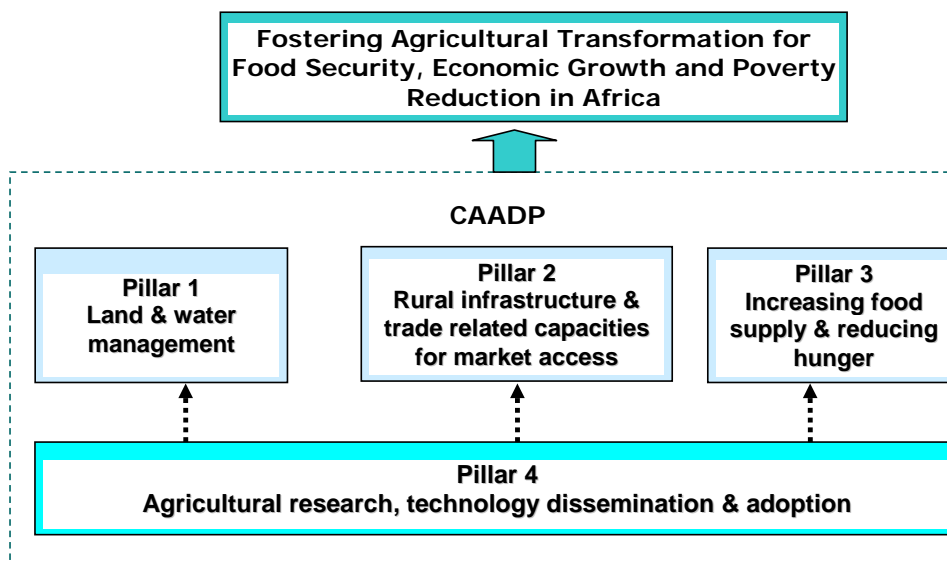 Fostering Agricultural Transformation for
Food Security, Economic Growth and Poverty
Reduction in Africa
CAADP
Pillar 1
Land & water
management
Pillar 2
Rural infrastructure &
trade related capacities
for market access
Pillar 3
Increasing food
supply & reducing
hunger
Pillar 4
Agricultural research, technology dissemination & adoption